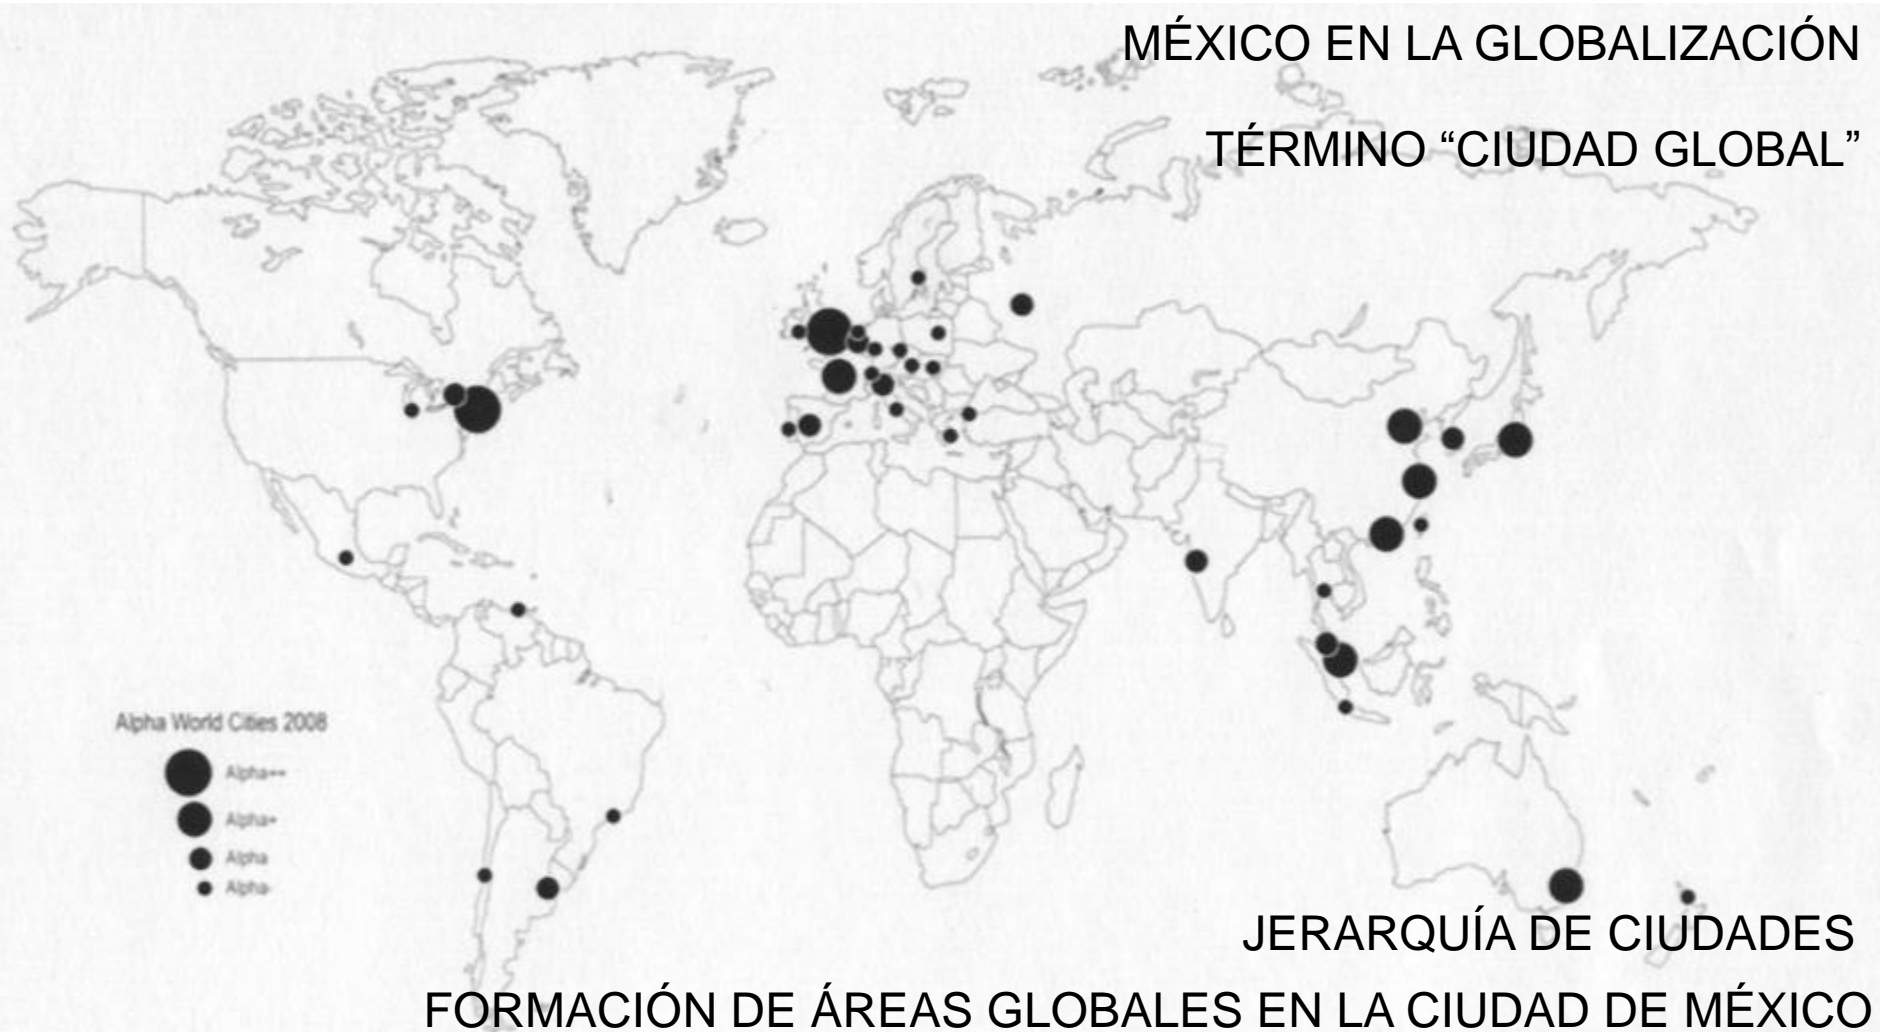 MÉXICO EN LA GLOBALIZACIÓN
TÉRMINO “CIUDAD GLOBAL”
Alpha World Cities 2008
Alpha++
Alpha+
Alpha
Alpha-
JERARQUÍA DE CIUDADES
FORMACIÓN DE ÁREAS GLOBALES EN LA CIUDAD DE MÉXICO